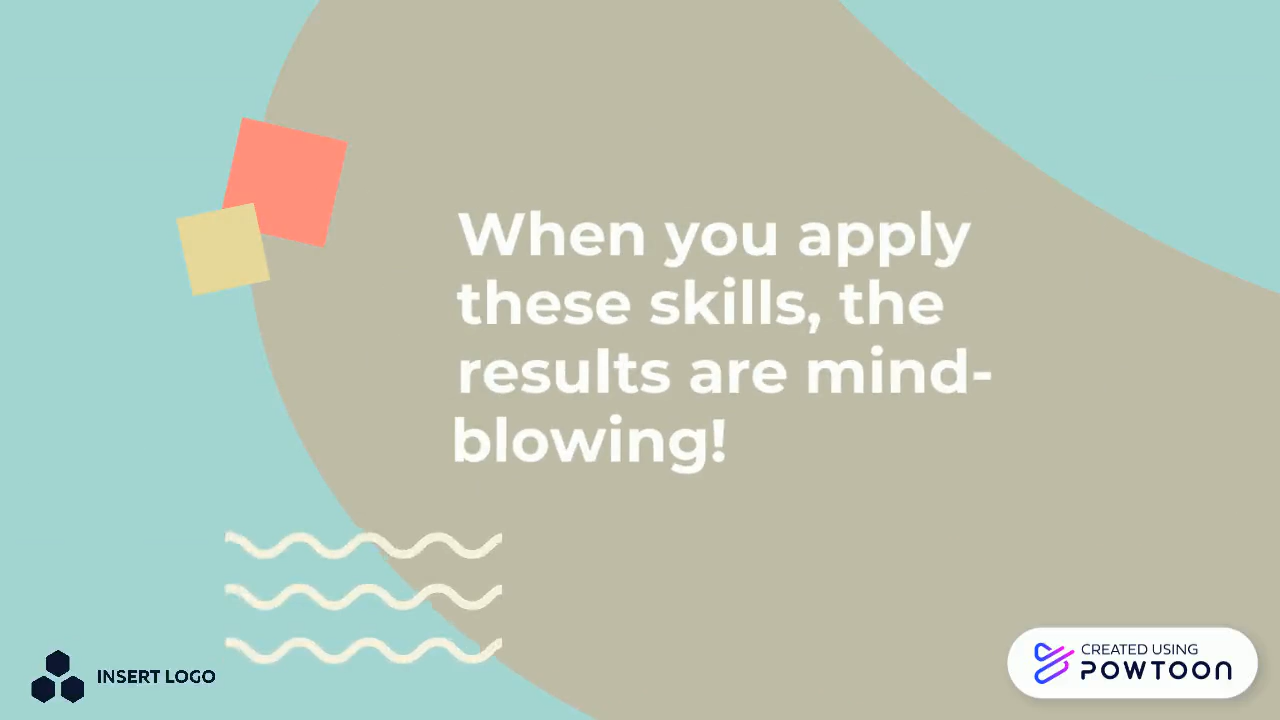 When you apply
these skills, the
results are mind-
blowing!
INSERT LOGO
CREATED USING
POWTOON